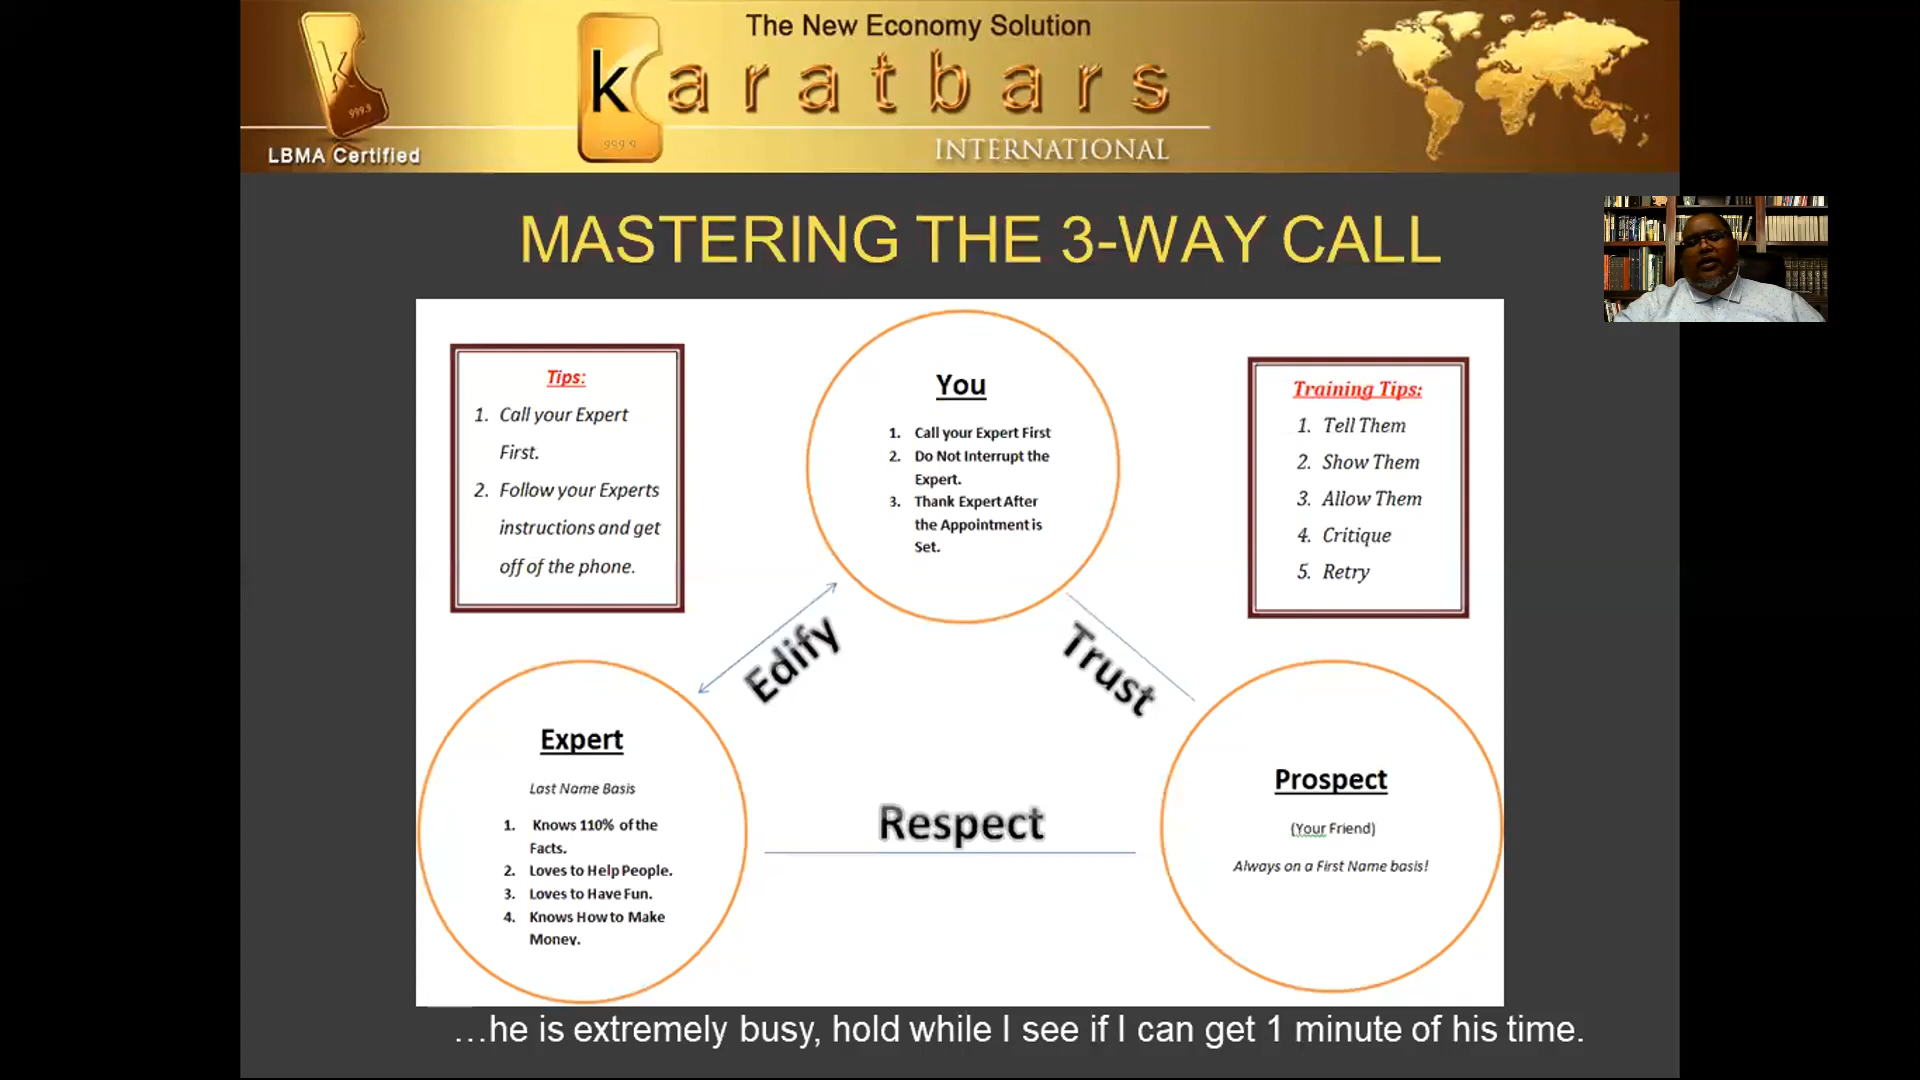 The New Economy Solution
karatbars
INTERNATIONAL
999.9
LBMA Certified
999.9
MASTERING THE 3-WAY CALL
Tips:
1. Call your Expert
First.
2. Follow your Experts
instructions and get
off of the phone.
You
1. Call your Expert First
2. Do Not Interrupt the
Expert.
3. Thank Expert After
the Appointment is
Set.
Training Tips:
1. Tell Them
2. Show Them
3. Allow Them
4. Critique
5. Retry
Edify
Trust
Expert
Last Name Basis
1. Knows 110% of the
Facts.
2. Loves to Help People.
3. Loves to Have Fun.
4. Knows How to Make
Money.
Respect
Prospect
(Your Friend)
Always on a First Name basis!
...he is extremely busy, hold while I see if I can get 1 minute of his time.